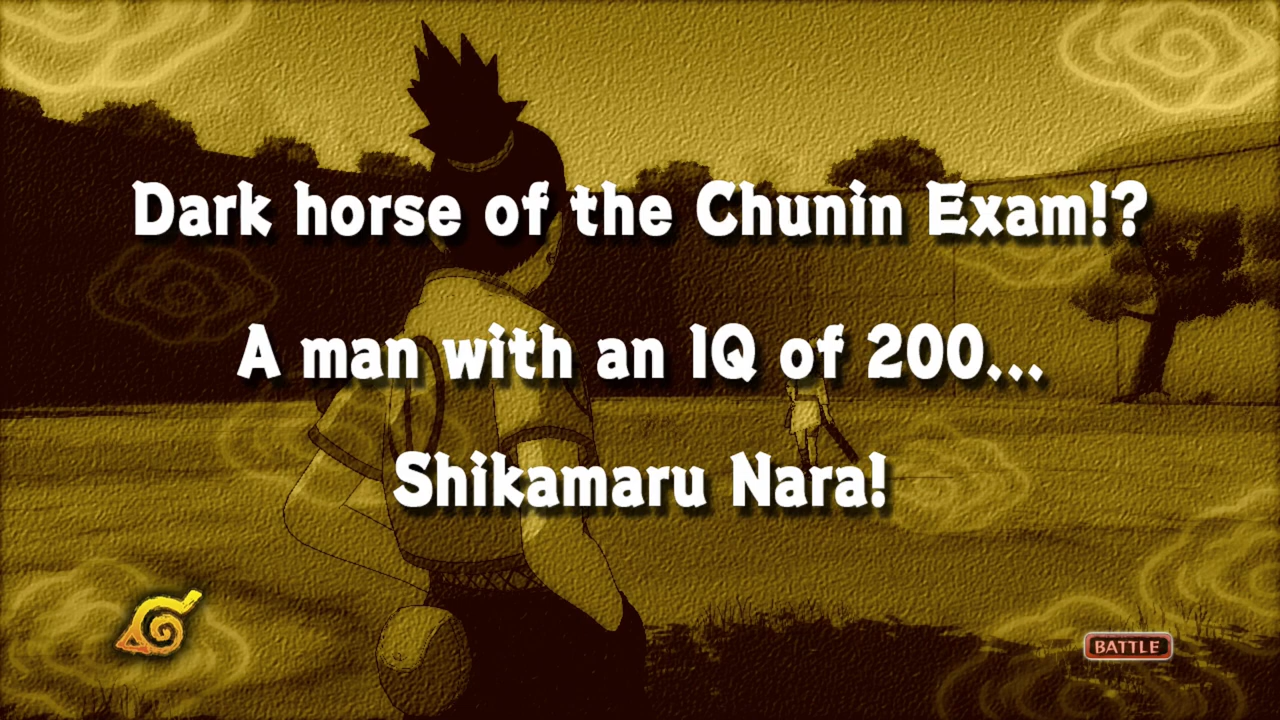 Dark horse of the Chunin Exam!?
A man with an IQ of 200...
Shikamaru Nara!
BATTLE